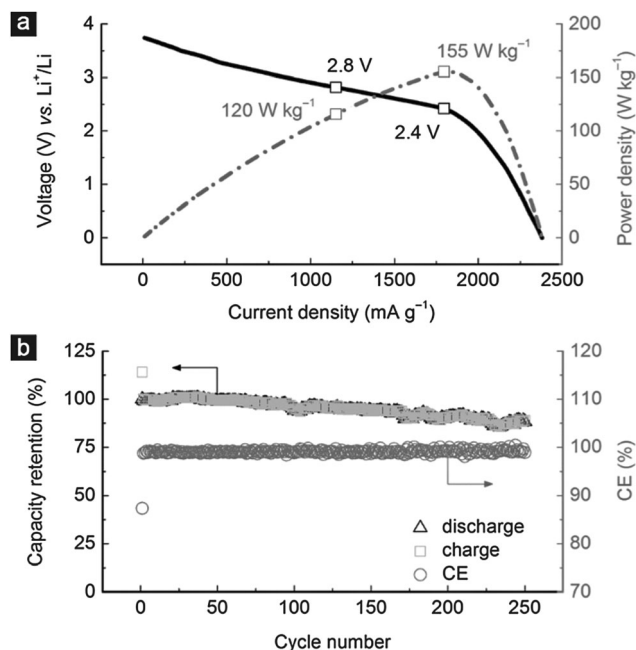 a
Voltage (V) vs. Li⁺/Li
4
3
2
1
0
2.8 V
120 W kg⁻¹
155 W kg⁻¹
2.4 V
200
150
100
50
0
Power density (W kg⁻¹)
0 500 1000 1500 2000 2500
Current density (mA g⁻¹)
b
Capacity retention (%)
125
100
75
50
25
0
120
110
100
90
80
70
CE (%)
discharge
charge
CE
0 50 100 150 200 250
Cycle number